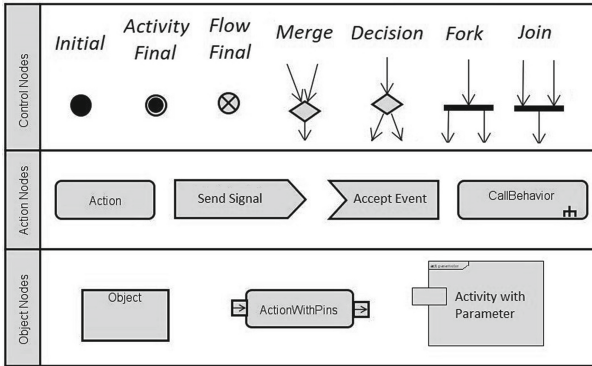 Control Nodes
Initial
Activity
Final
Flow
Final
Merge
Decision
Fork
Join
Action Nodes
Action
Send Signal
Accept Event
CallBehavior
Object Nodes
Object
ActionWithPins
Activity with
Parameter